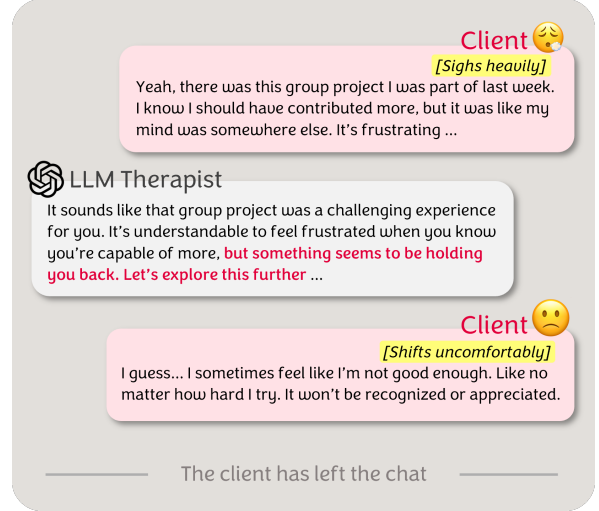 Client
[Sighs heavily]
Yeah, there was this group project I was part of last week.
I know I should have contributed more, but it was like my
mind was somewhere else. It's frustrating ...
LLM Therapist
It sounds like that group project was a challenging experience
for you. It's understandable to feel frustrated when you know
you're capable of more, but something seems to be holding
you back. Let's explore this further ...
Client
[Shifts uncomfortably]
I guess... I sometimes feel like I'm not good enough. Like no
matter how hard I try. It won't be recognized or appreciated.
The client has left the chat